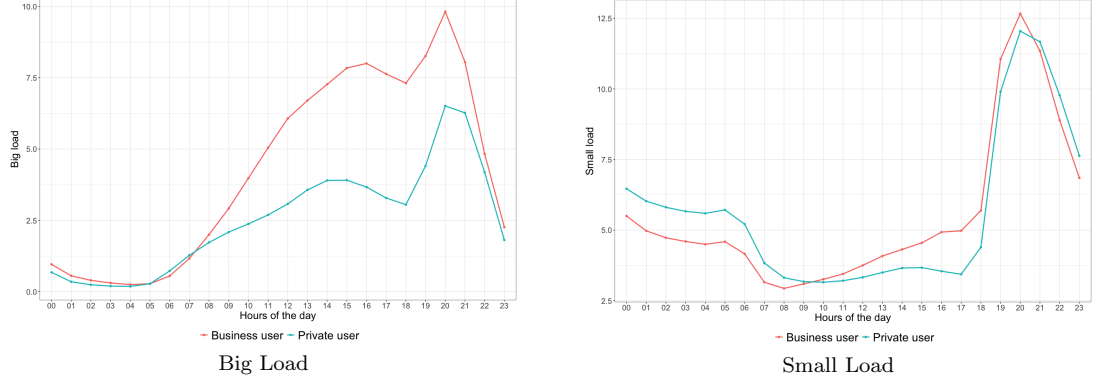 10.0
7.5
5.0
2.5
0.0
Big load
00 01 02 03 04 05 06 07 08 09 10 11 12 13 14 15 16 17 18 19 20 21 22 23
Hours of the day
Business user Private user
Big Load
12.5
10.0
7.5
5.0
2.5
Small load
00 01 02 03 04 05 06 07 08 09 10 11 12 13 14 15 16 17 18 19 20 21 22 23
Hours of the day
Business user Private user
Small Load